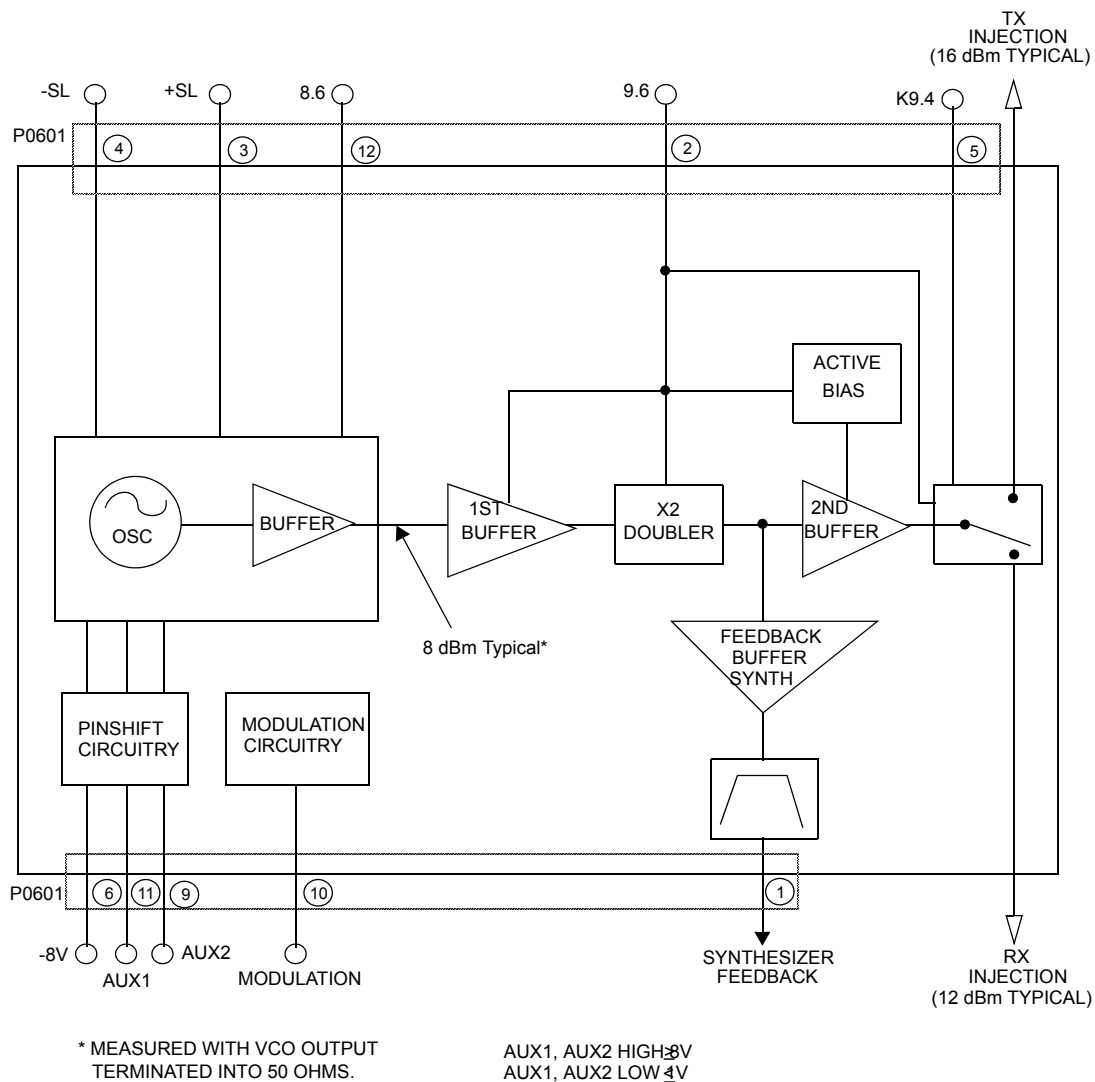 TX
INJECTION
(16 dBm TYPICAL)
-SL
+SL
8.6
9.6
K9.4
P0601
4
3
12
2
5
ACTIVE
BIAS
OSC
BUFFER
1ST
BUFFER
X2
DOUBLER
2ND
BUFFER
8 dBm Typical*
FEEDBACK
BUFFER
SYNTH
PINSHIFT
CIRCUITRY
MODULATION
CIRCUITRY
P0601
6
11
9
10
1
-8V
AUX1
AUX2
MODULATION
SYNTHESIZER
FEEDBACK
RX
INJECTION
(12 dBm TYPICAL)
* MEASURED WITH VCO OUTPUT
TERMINATED INTO 50 OHMS.
AUX1, AUX2 HIGH≥8V
AUX1, AUX2 LOW ≤1V